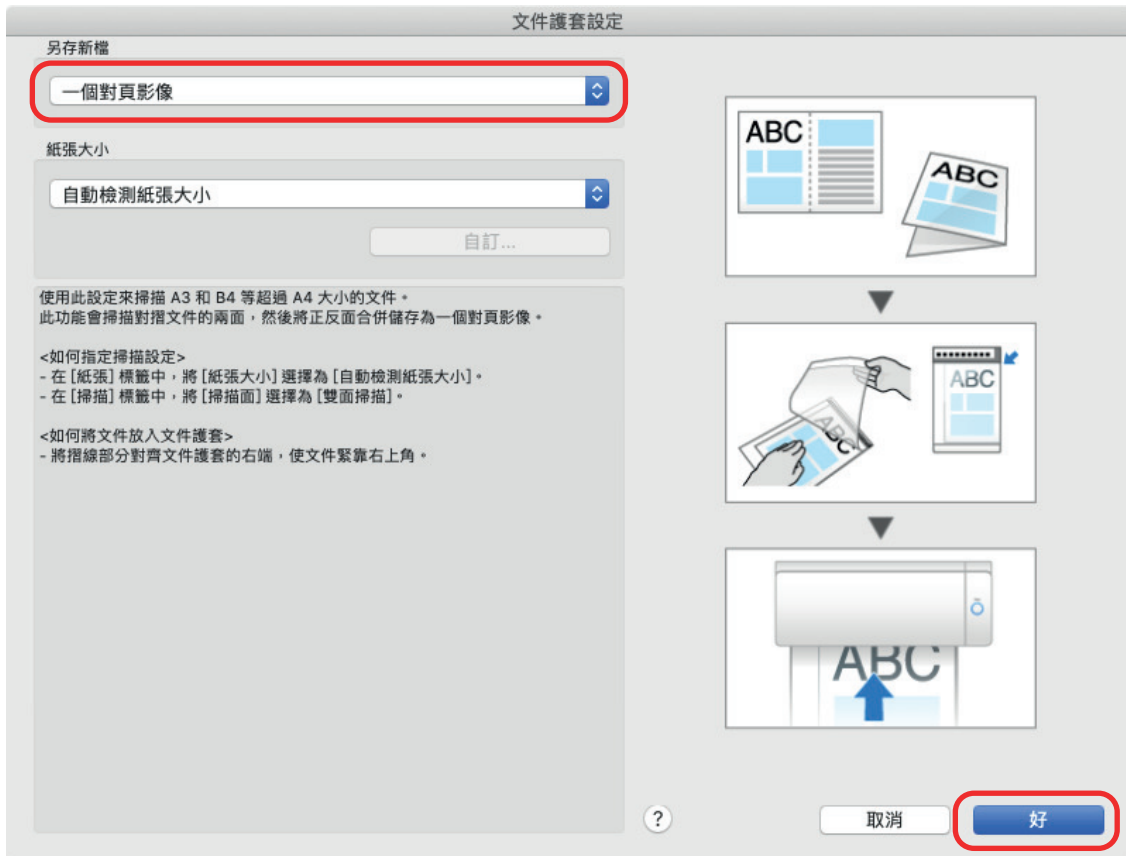 文件護套設定
另存新檔
一個對頁影像
紙張大小
自動檢測紙張大小
自訂...
使用此設定來掃描 A3 和 B4 等超過 A4 大小的文件。
此功能會掃描對摺文件的兩面，然後將正反面合併儲存為一個對頁影像。
<如何指定掃描設定>
- 在 [紙張] 標籤中，將 [紙張大小] 選擇為 [自動檢測紙張大小]。
- 在 [掃描] 標籤中，將 [掃描面] 選擇為 [雙面掃描]。
<如何將文件放入文件護套>
- 將摺線部分對齊文件護套的右端，使文件緊靠右上角。
ABC
ABC
ABC
ABC
ABC
?
取消
好